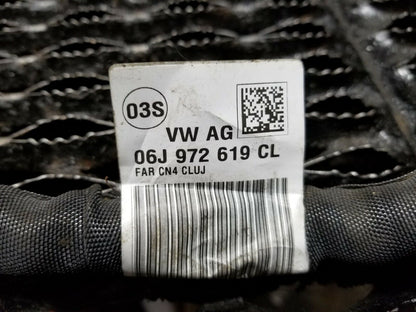 03S
VW AG
06J 972 619 CL
FAR CN4 CLUJ